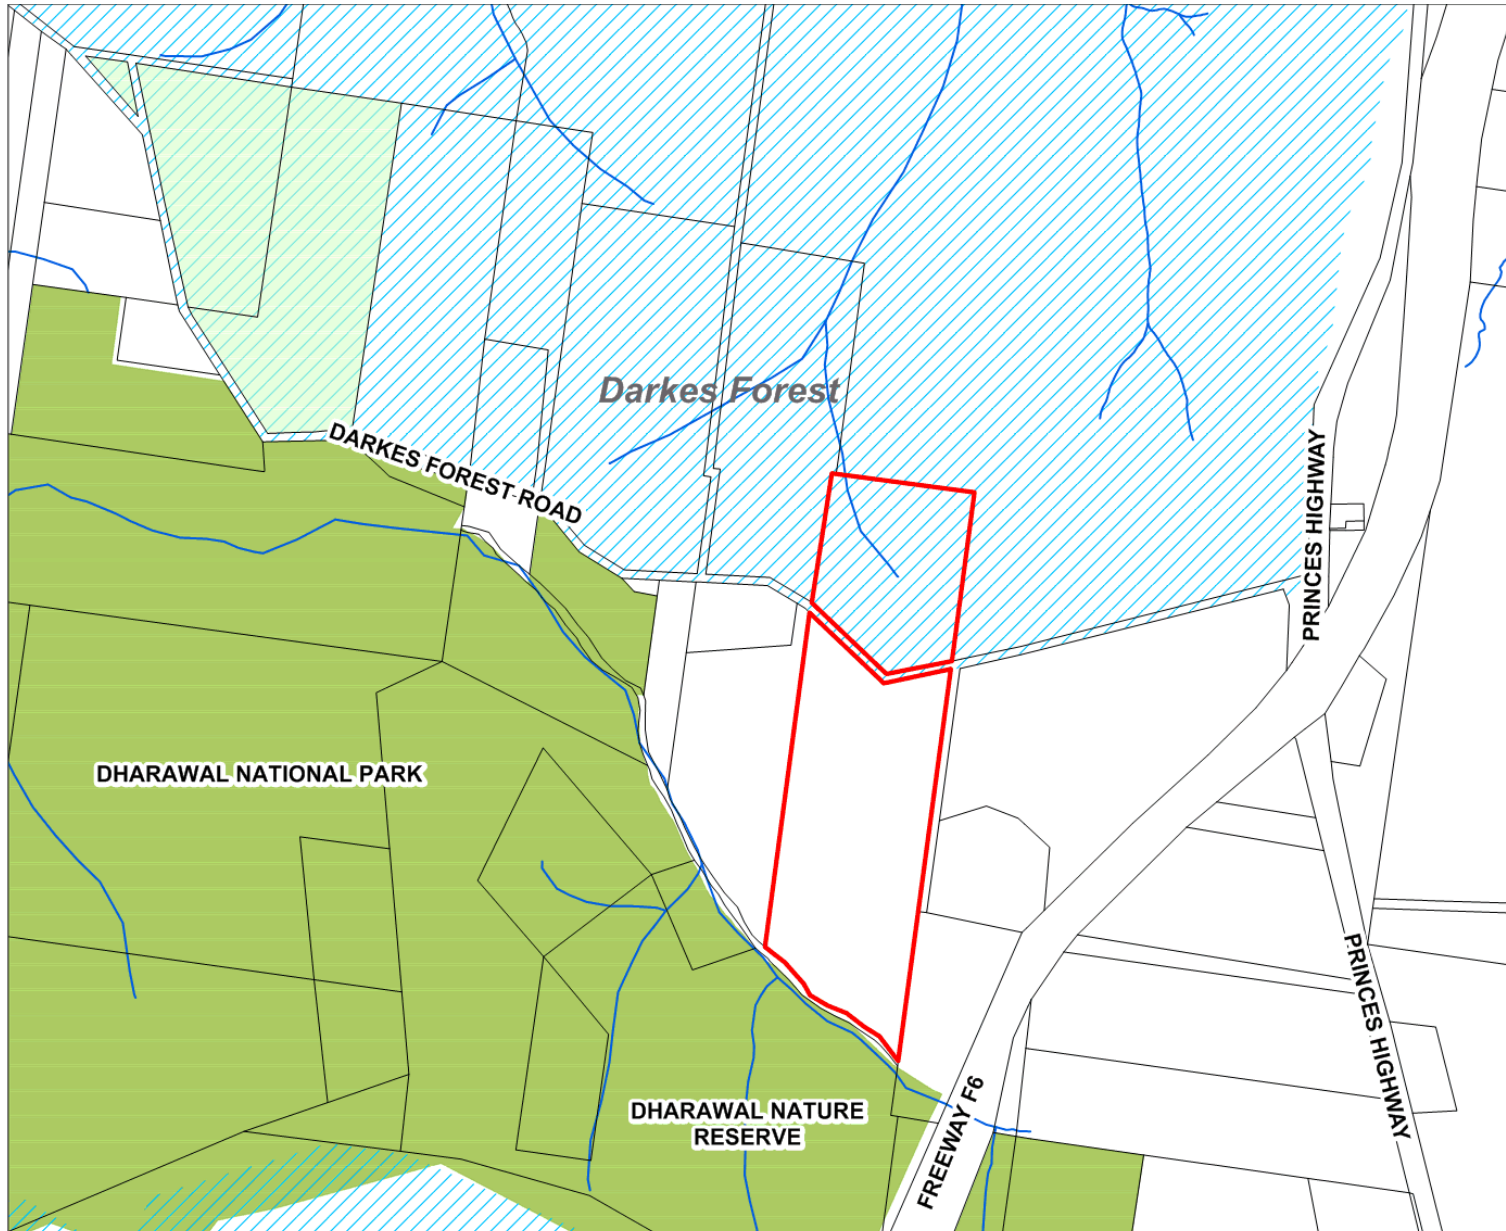 Darkes Forest
DARKES FOREST ROAD
PRINCES HIGHWAY
DHARAWAL NATIONAL PARK
PRINCES HIGHWAY
DHARAWAL NATURE
RESERVE
FREEWAY F6